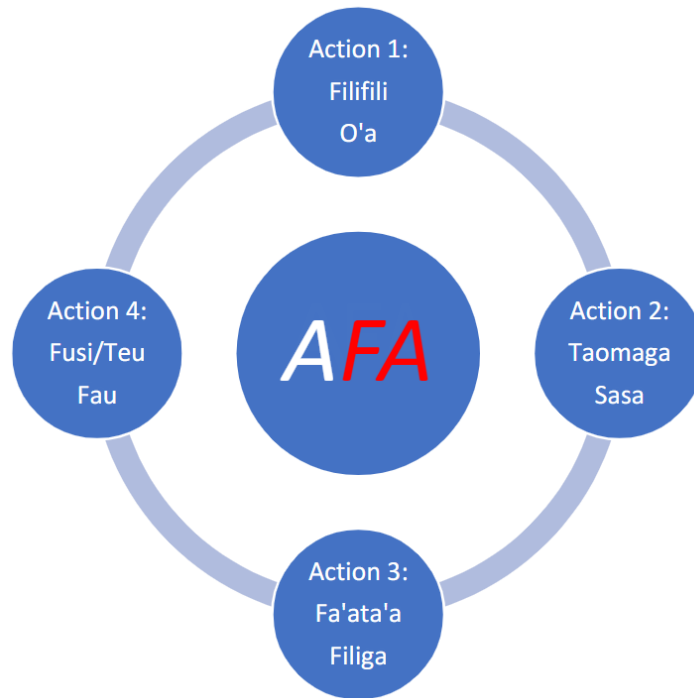 Action 1:
Filifili
O'a
Action 4:
Fusi/Teu
Fau
AFA
Action 2:
Taomaga
Sasa
Action 3:
Fa'ata'a
Filiga